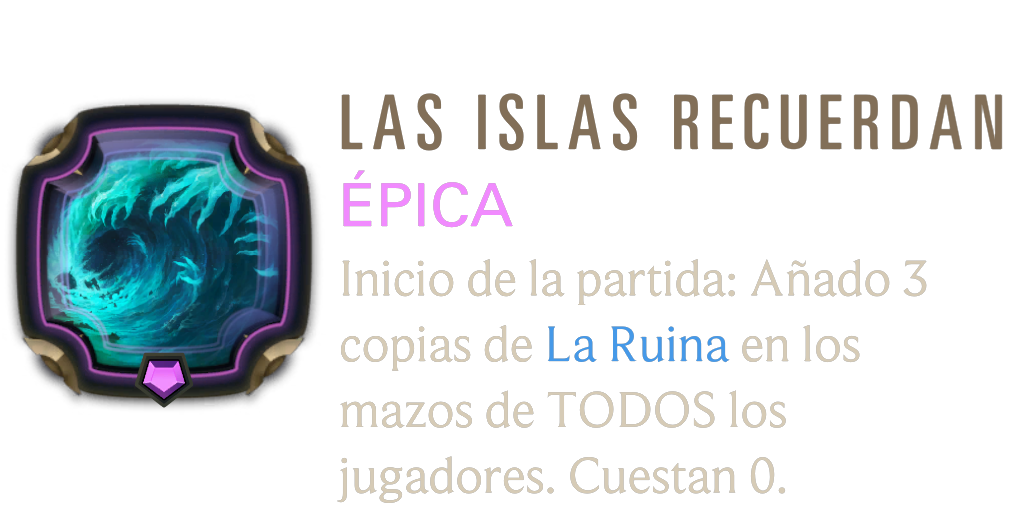 LAS ISLAS RECUERDAN
ÉPICA
Inicio de la partida: Añado 3
copias de La Ruina en los
mazos de TODOS los
jugadores. Cuestan 0.